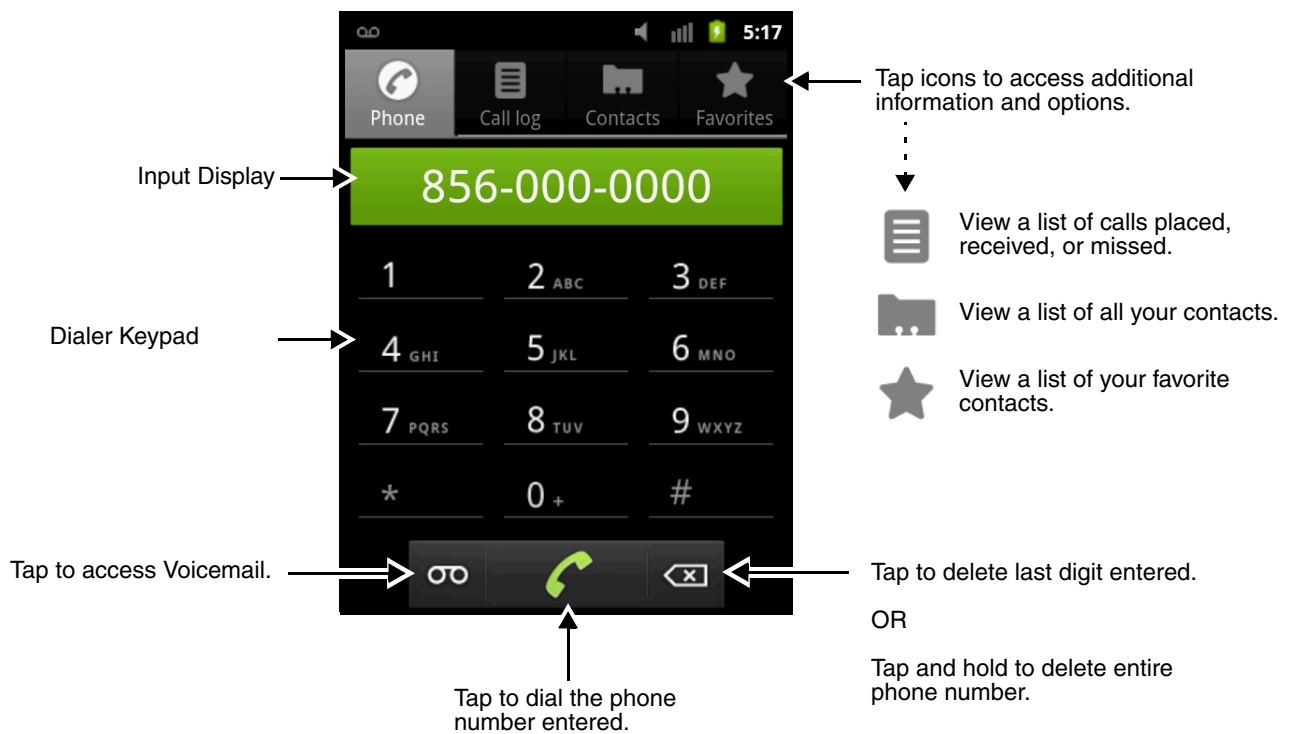 5:17
Phone Call log Contacts Favorites
Tap icons to access additional
information and options.
Input Display
856-000-0000
View a list of calls placed,
received, or missed.
1 2 ABC 3 DEF
View a list of all your contacts.
Dialer Keypad
4 GHI 5 JKL 6 MNO
View a list of your favorite
contacts.
7 PQRS 8 TUV 9 WXYZ
* 0 + #
Tap to access Voicemail.
Tap to delete last digit entered.
OR
Tap and hold to delete entire
phone number.
Tap to dial the phone
number entered.